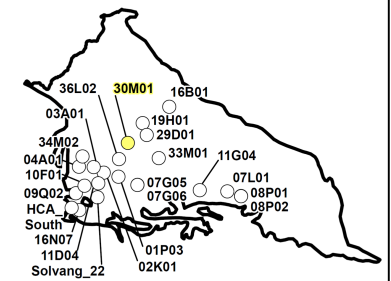 36L02
30M01
16B01
03A01
19H01
29D01
34M02
33M01
11G04
04A01
10F01
07L01
09Q02
07G05
08P01
HCA_
07G06
08P02
South
16N07
01P03
11D04
02K01
Solvang_22